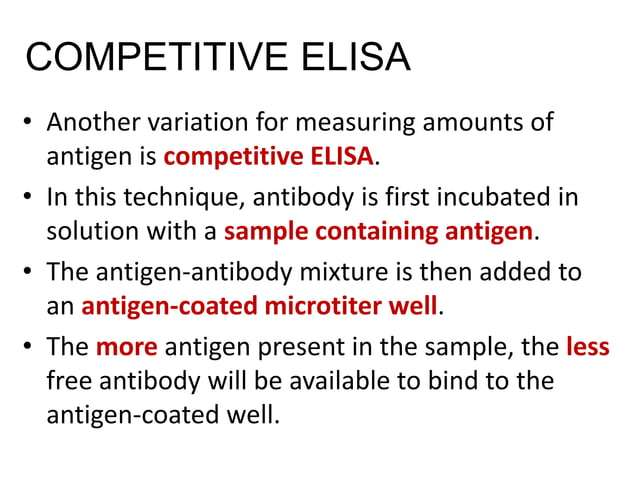 COMPETITIVE ELISA
• Another variation for measuring amounts of
antigen is competitive ELISA.
• In this technique, antibody is first incubated in
solution with a sample containing antigen.
• The antigen-antibody mixture is then added to
an antigen-coated microtiter well.
• The more antigen present in the sample, the less
free antibody will be available to bind to the
antigen-coated well.